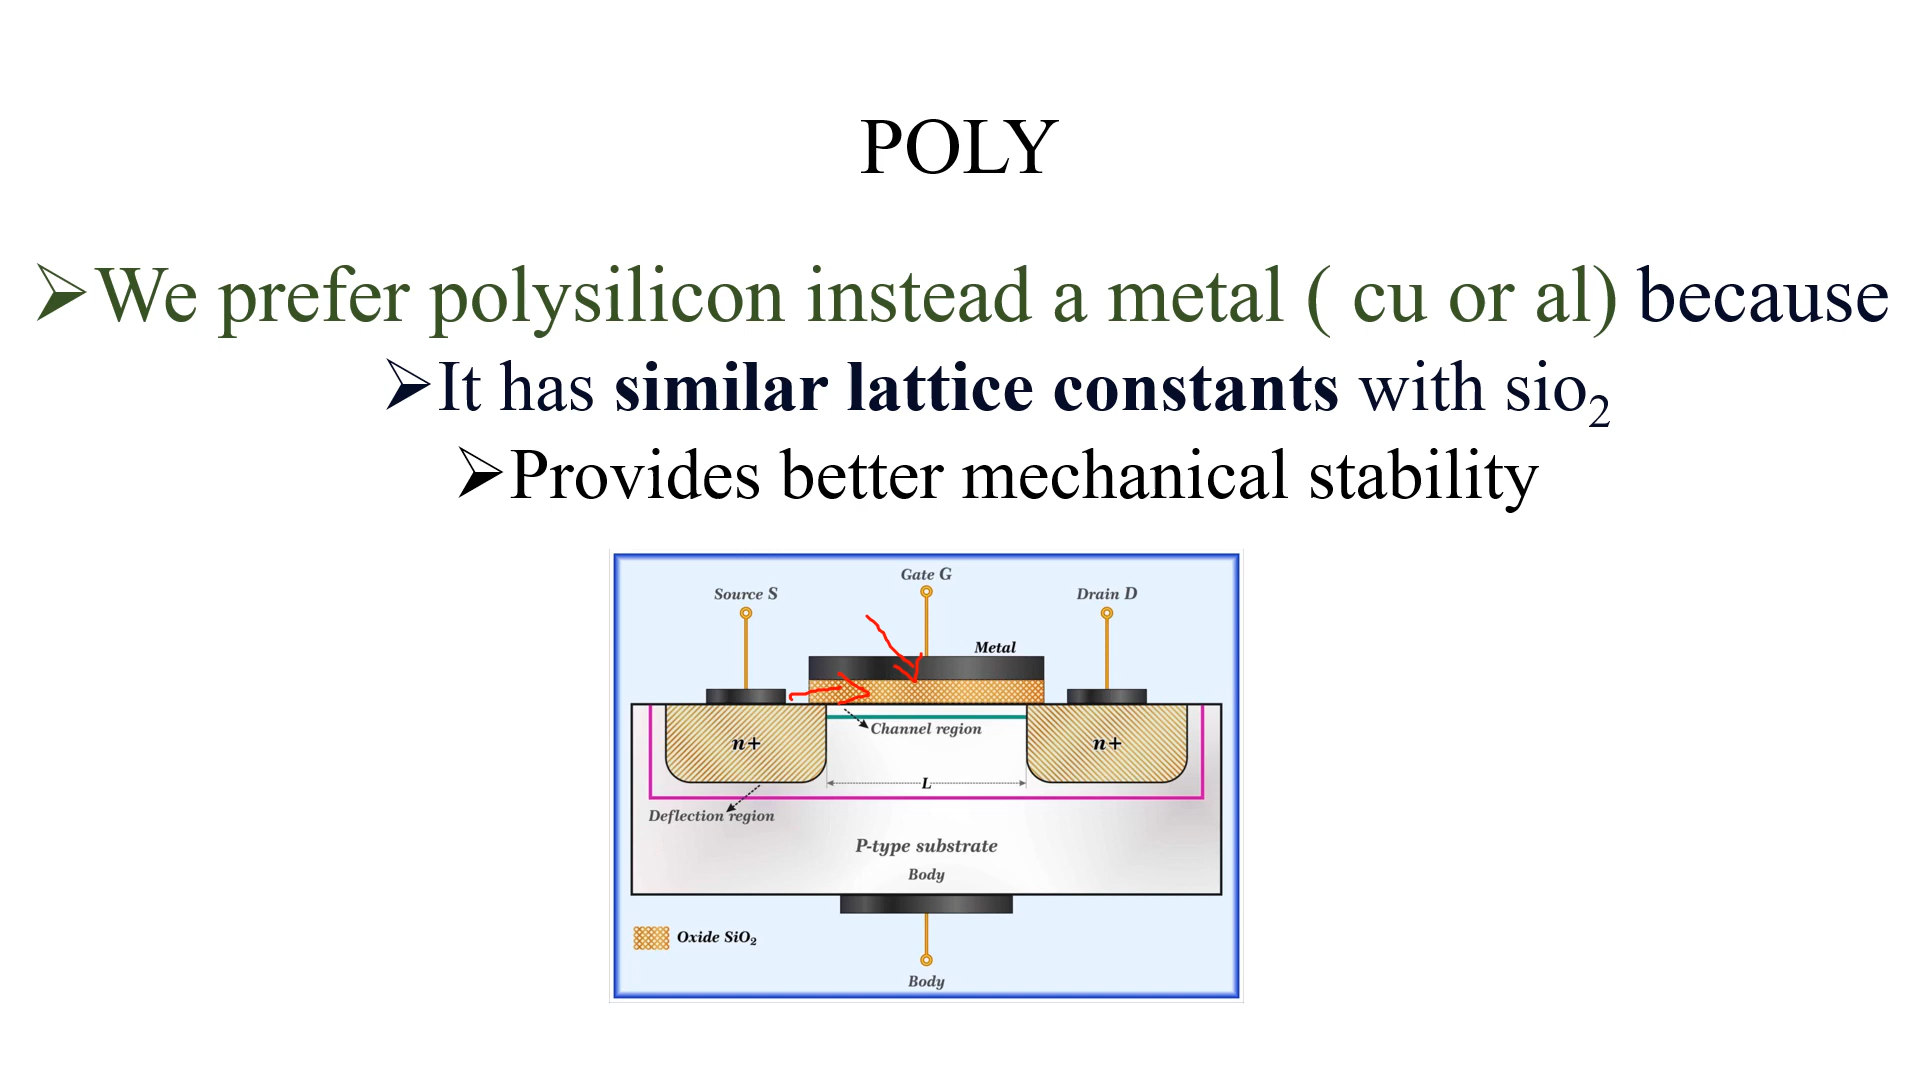 POLY
➢We prefer polysilicon instead a metal ( cu or al) because
➢It has similar lattice constants with sio₂
➢Provides better mechanical stability
Gate G
Source S
Drain D
Metal
Channel region
n+
n+
L
Deflection region
P-type substrate
Body
Oxide SiO₂
Body